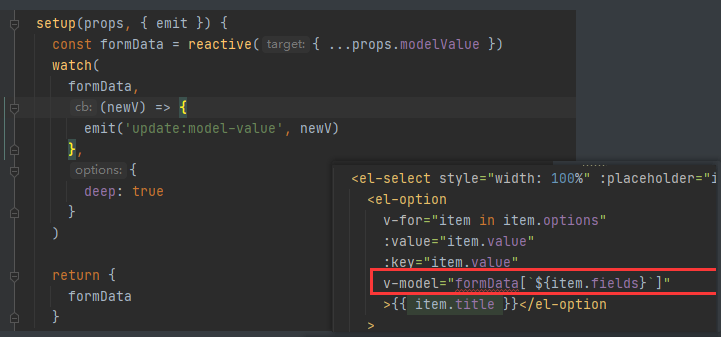 setup(props, { emit }) {
const formData = reactive( target: { ...props.modelValue })
watch(
formData,
cb: (newV) => {
emit('update:model-value', newV)
},
options: {
deep: true
}
)
return {
formData
}
<el-select style="width: 100%" :placeholder="i
<el-option
v-for="item in item.options"
:value="item.value"
:key="item.value"
v-model="formData[`${item.fields}`]"
>{{ item.title }}</el-option
>